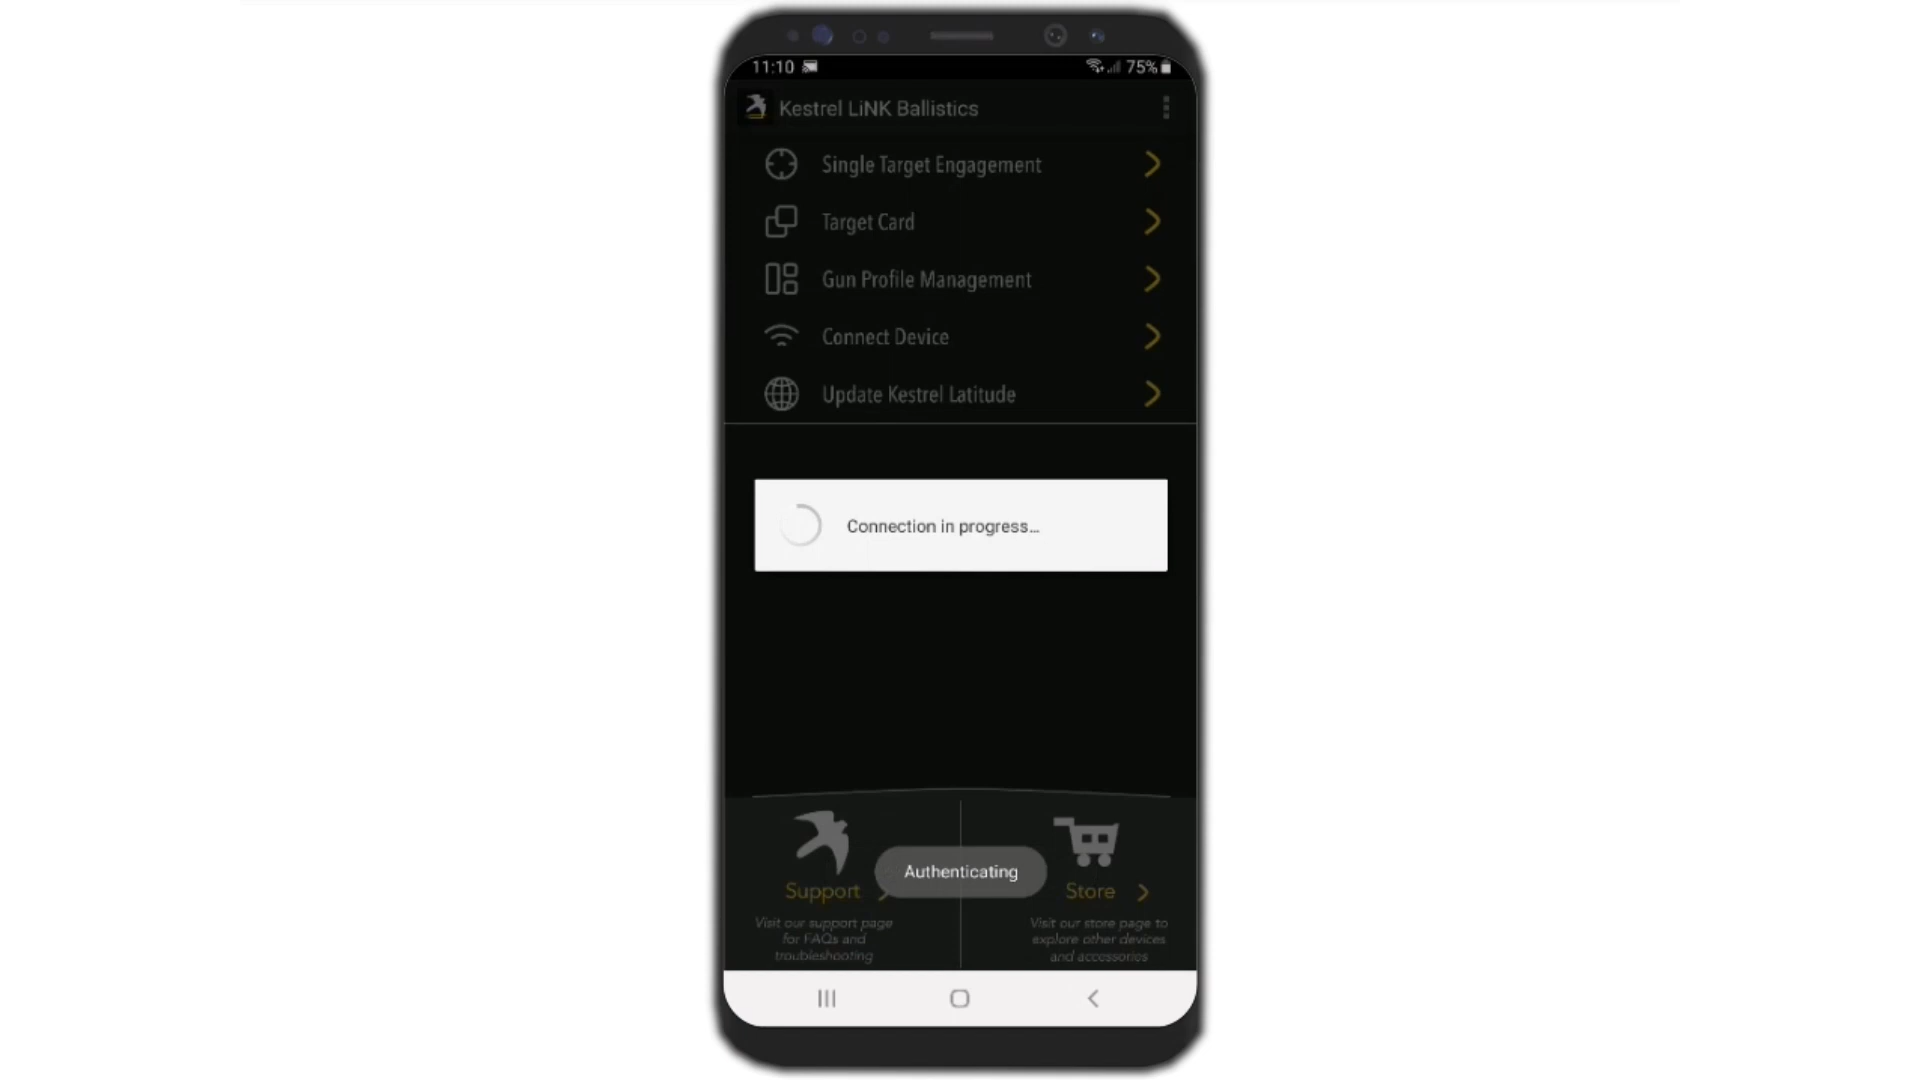 11:10
75%
Kestrel LiNK Ballistics
Single Target Engagement
Target Card
Gun Profile Management
Connect Device
Update Kestrel Latitude
Connection in progress...
Authenticating
Support
Visit our support page
for FAQs and
troubleshooting
Store
Visit our store page to
explore other devices
and accessories